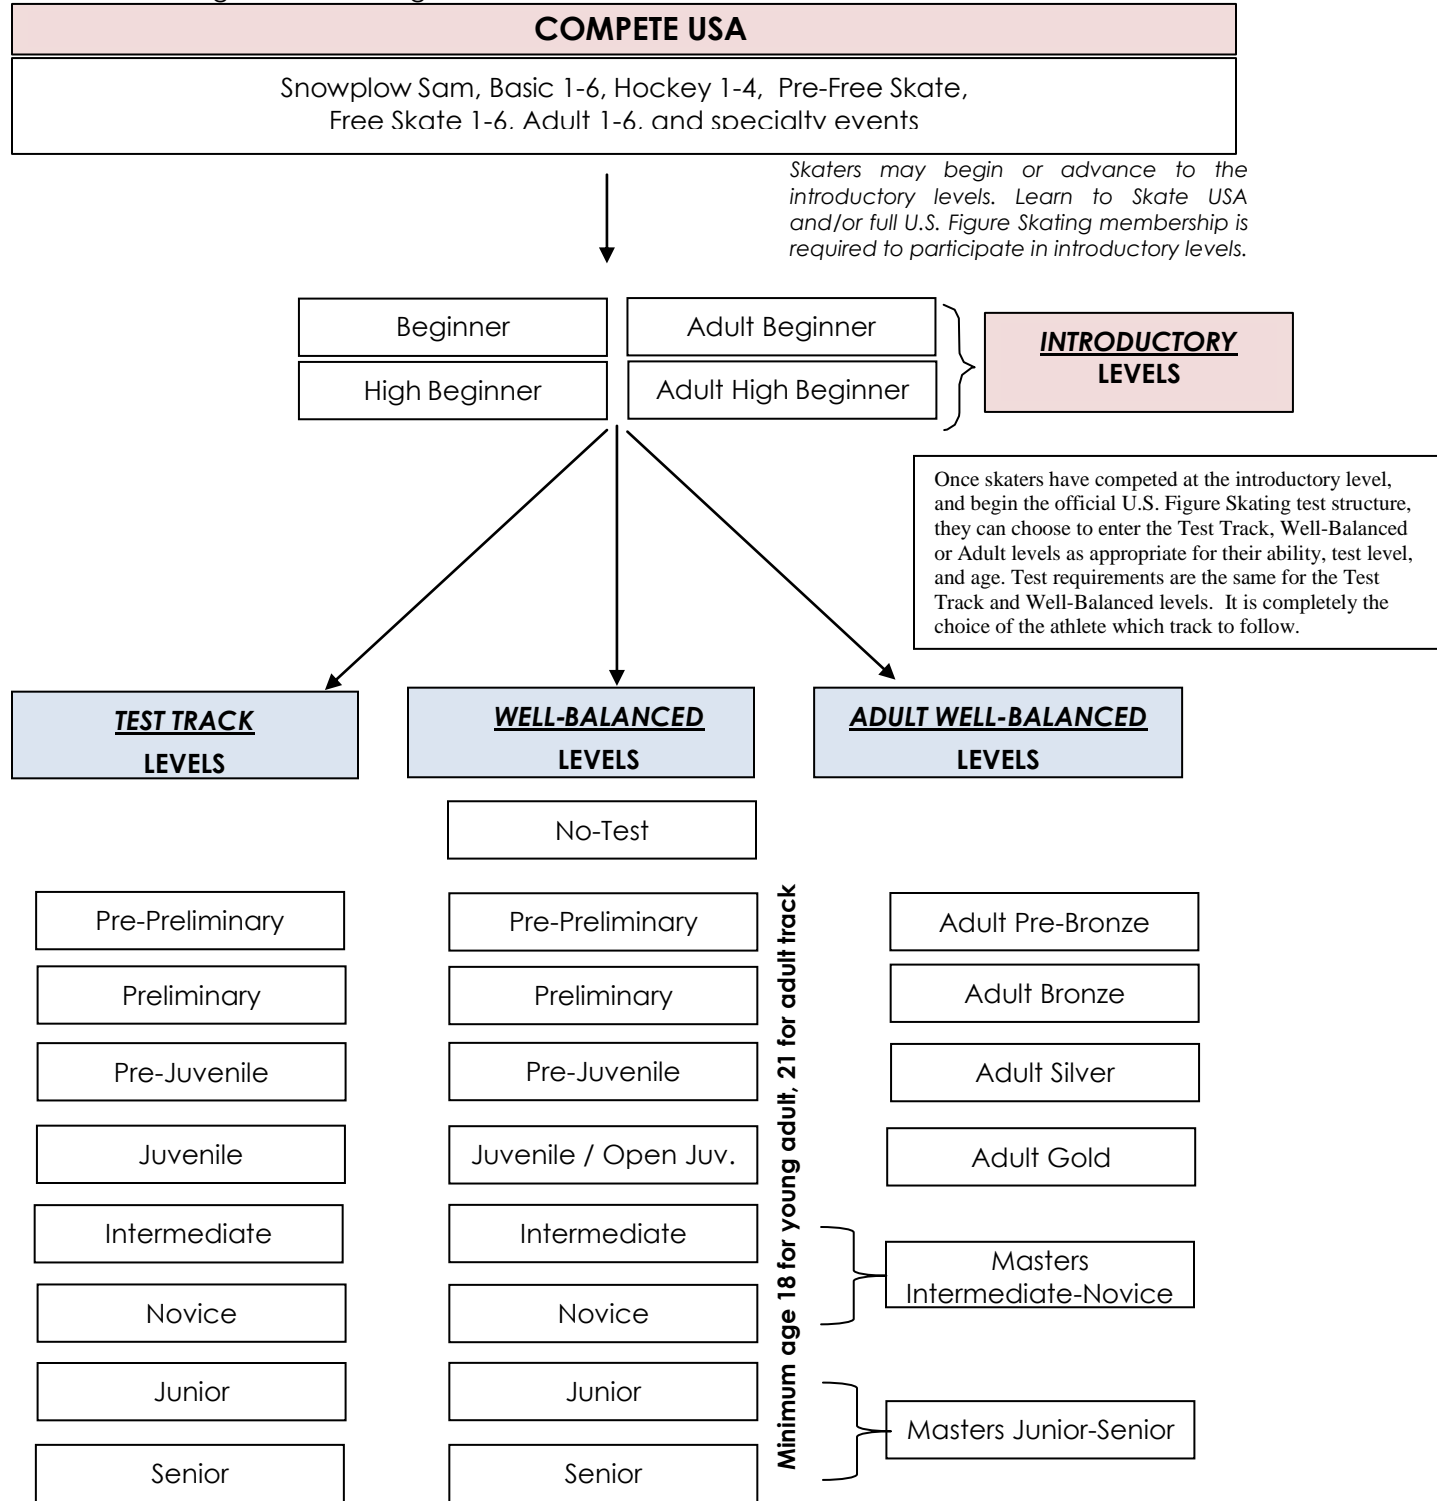 COMPETE USA
Snowplow Sam, Basic 1-6, Hockey 1-4, Pre-Free Skate,
Free Skate 1-6, Adult 1-6, and specialty events
Skaters may begin or advance to the
introductory levels. Learn to Skate USA
and/or full U.S. Figure Skating membership is
required to participate in introductory levels.
Beginner
Adult Beginner
High Beginner
Adult High Beginner
INTRODUCTORY
LEVELS
Once skaters have competed at the introductory level,
and begin the official U.S. Figure Skating test structure,
they can choose to enter the Test Track, Well-Balanced
or Adult levels as appropriate for their ability, test level,
and age. Test requirements are the same for the Test
Track and Well-Balanced levels. It is completely the
choice of the athlete which track to follow.
TEST TRACK
LEVELS
WELL-BALANCED
LEVELS
ADULT WELL-BALANCED
LEVELS
No-Test
Pre-Preliminary
Pre-Preliminary
Adult Pre-Bronze
Preliminary
Preliminary
Adult Bronze
Pre-Juvenile
Pre-Juvenile
Adult Silver
Juvenile
Juvenile / Open Juv.
Adult Gold
Intermediate
Intermediate
Masters
Intermediate-Novice
Novice
Novice
Junior
Junior
Masters Junior-Senior
Senior
Senior
Minimum age 18 for young adult, 21 for adult track